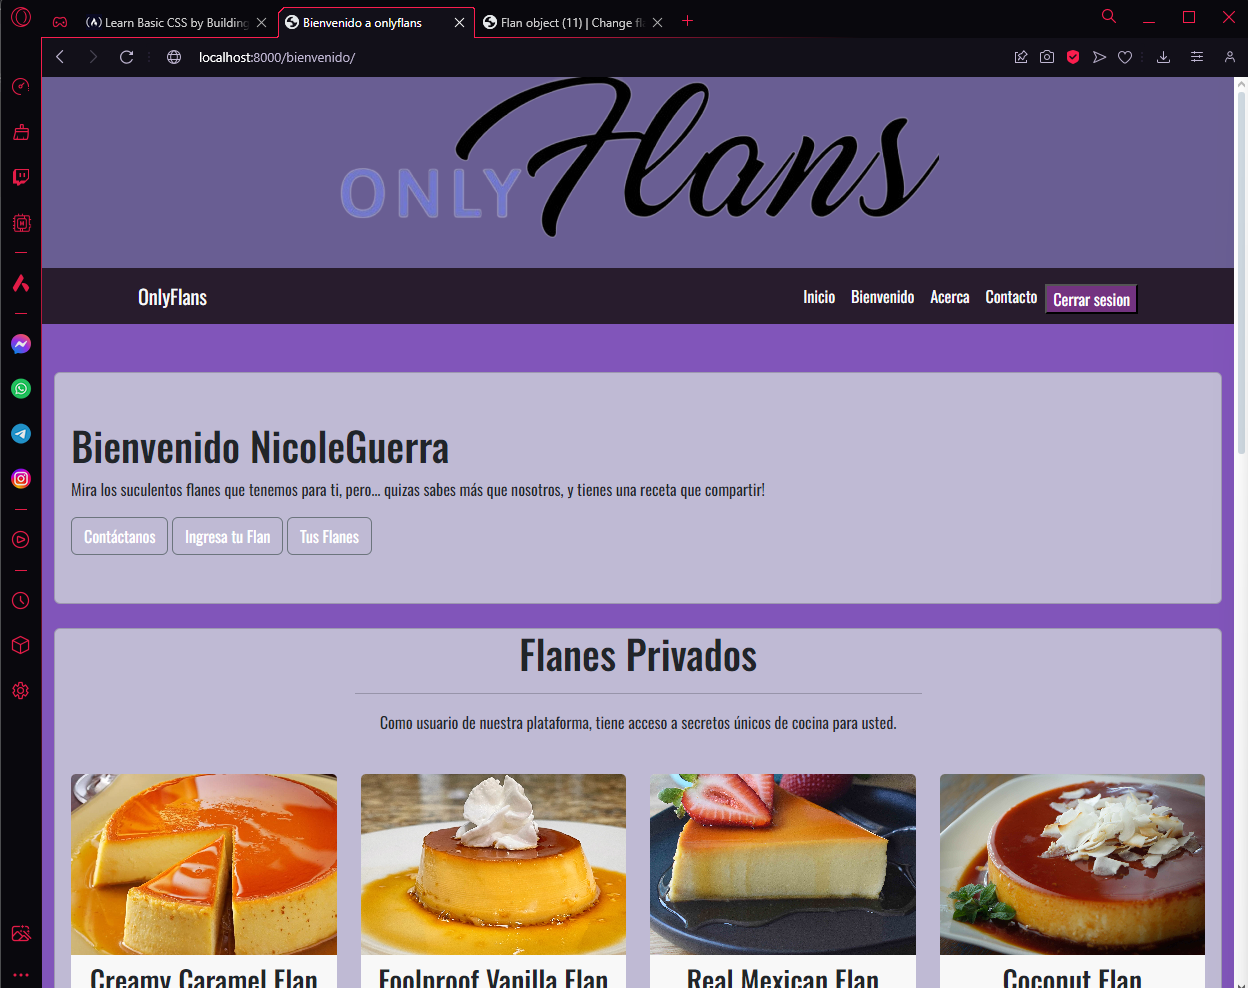 Learn Basic CSS by Building
Bienvenido a onlyflans
Flan object (11) | Change fl
localhost:8000/bienvenido/
ONLY Flans
OnlyFlans
Inicio Bienvenido Acerca Contacto Cerrar sesion
Bienvenido NicoleGuerra
Mira los suculentos flanes que tenemos para ti, pero... quizas sabes más que nosotros, y tienes una receta que compartir!
Contáctanos Ingresa tu Flan Tus Flanes
Flanes Privados
Como usuario de nuestra plataforma, tiene acceso a secretos únicos de cocina para usted.
Creamy Caramel Flan
Foolproof Vanilla Flan
Real Mexican Flan
Coconut Flan